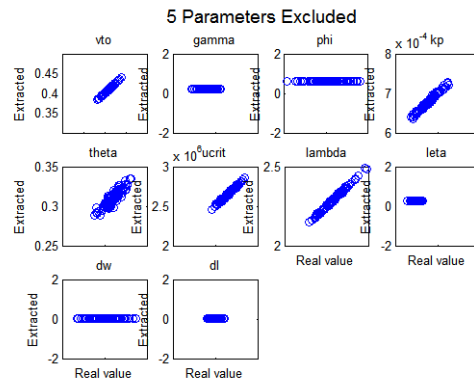 5 Parameters Excluded
vto
gamma
phi
x 10⁻⁴ kp
Extracted
0.45
0.4
0.35
Extracted
2
0
-2
Extracted
2
0
-2
Extracted
8
7
6
theta
x 10⁶ ucrit
lambda
leta
Extracted
0.35
0.3
0.25
Extracted
3
2.5
2
Extracted
2.5
2
Extracted
2
0
-2
Real value
Real value
dw
dl
Extracted
2
0
-2
Extracted
2
0
-2
Real value
Real value